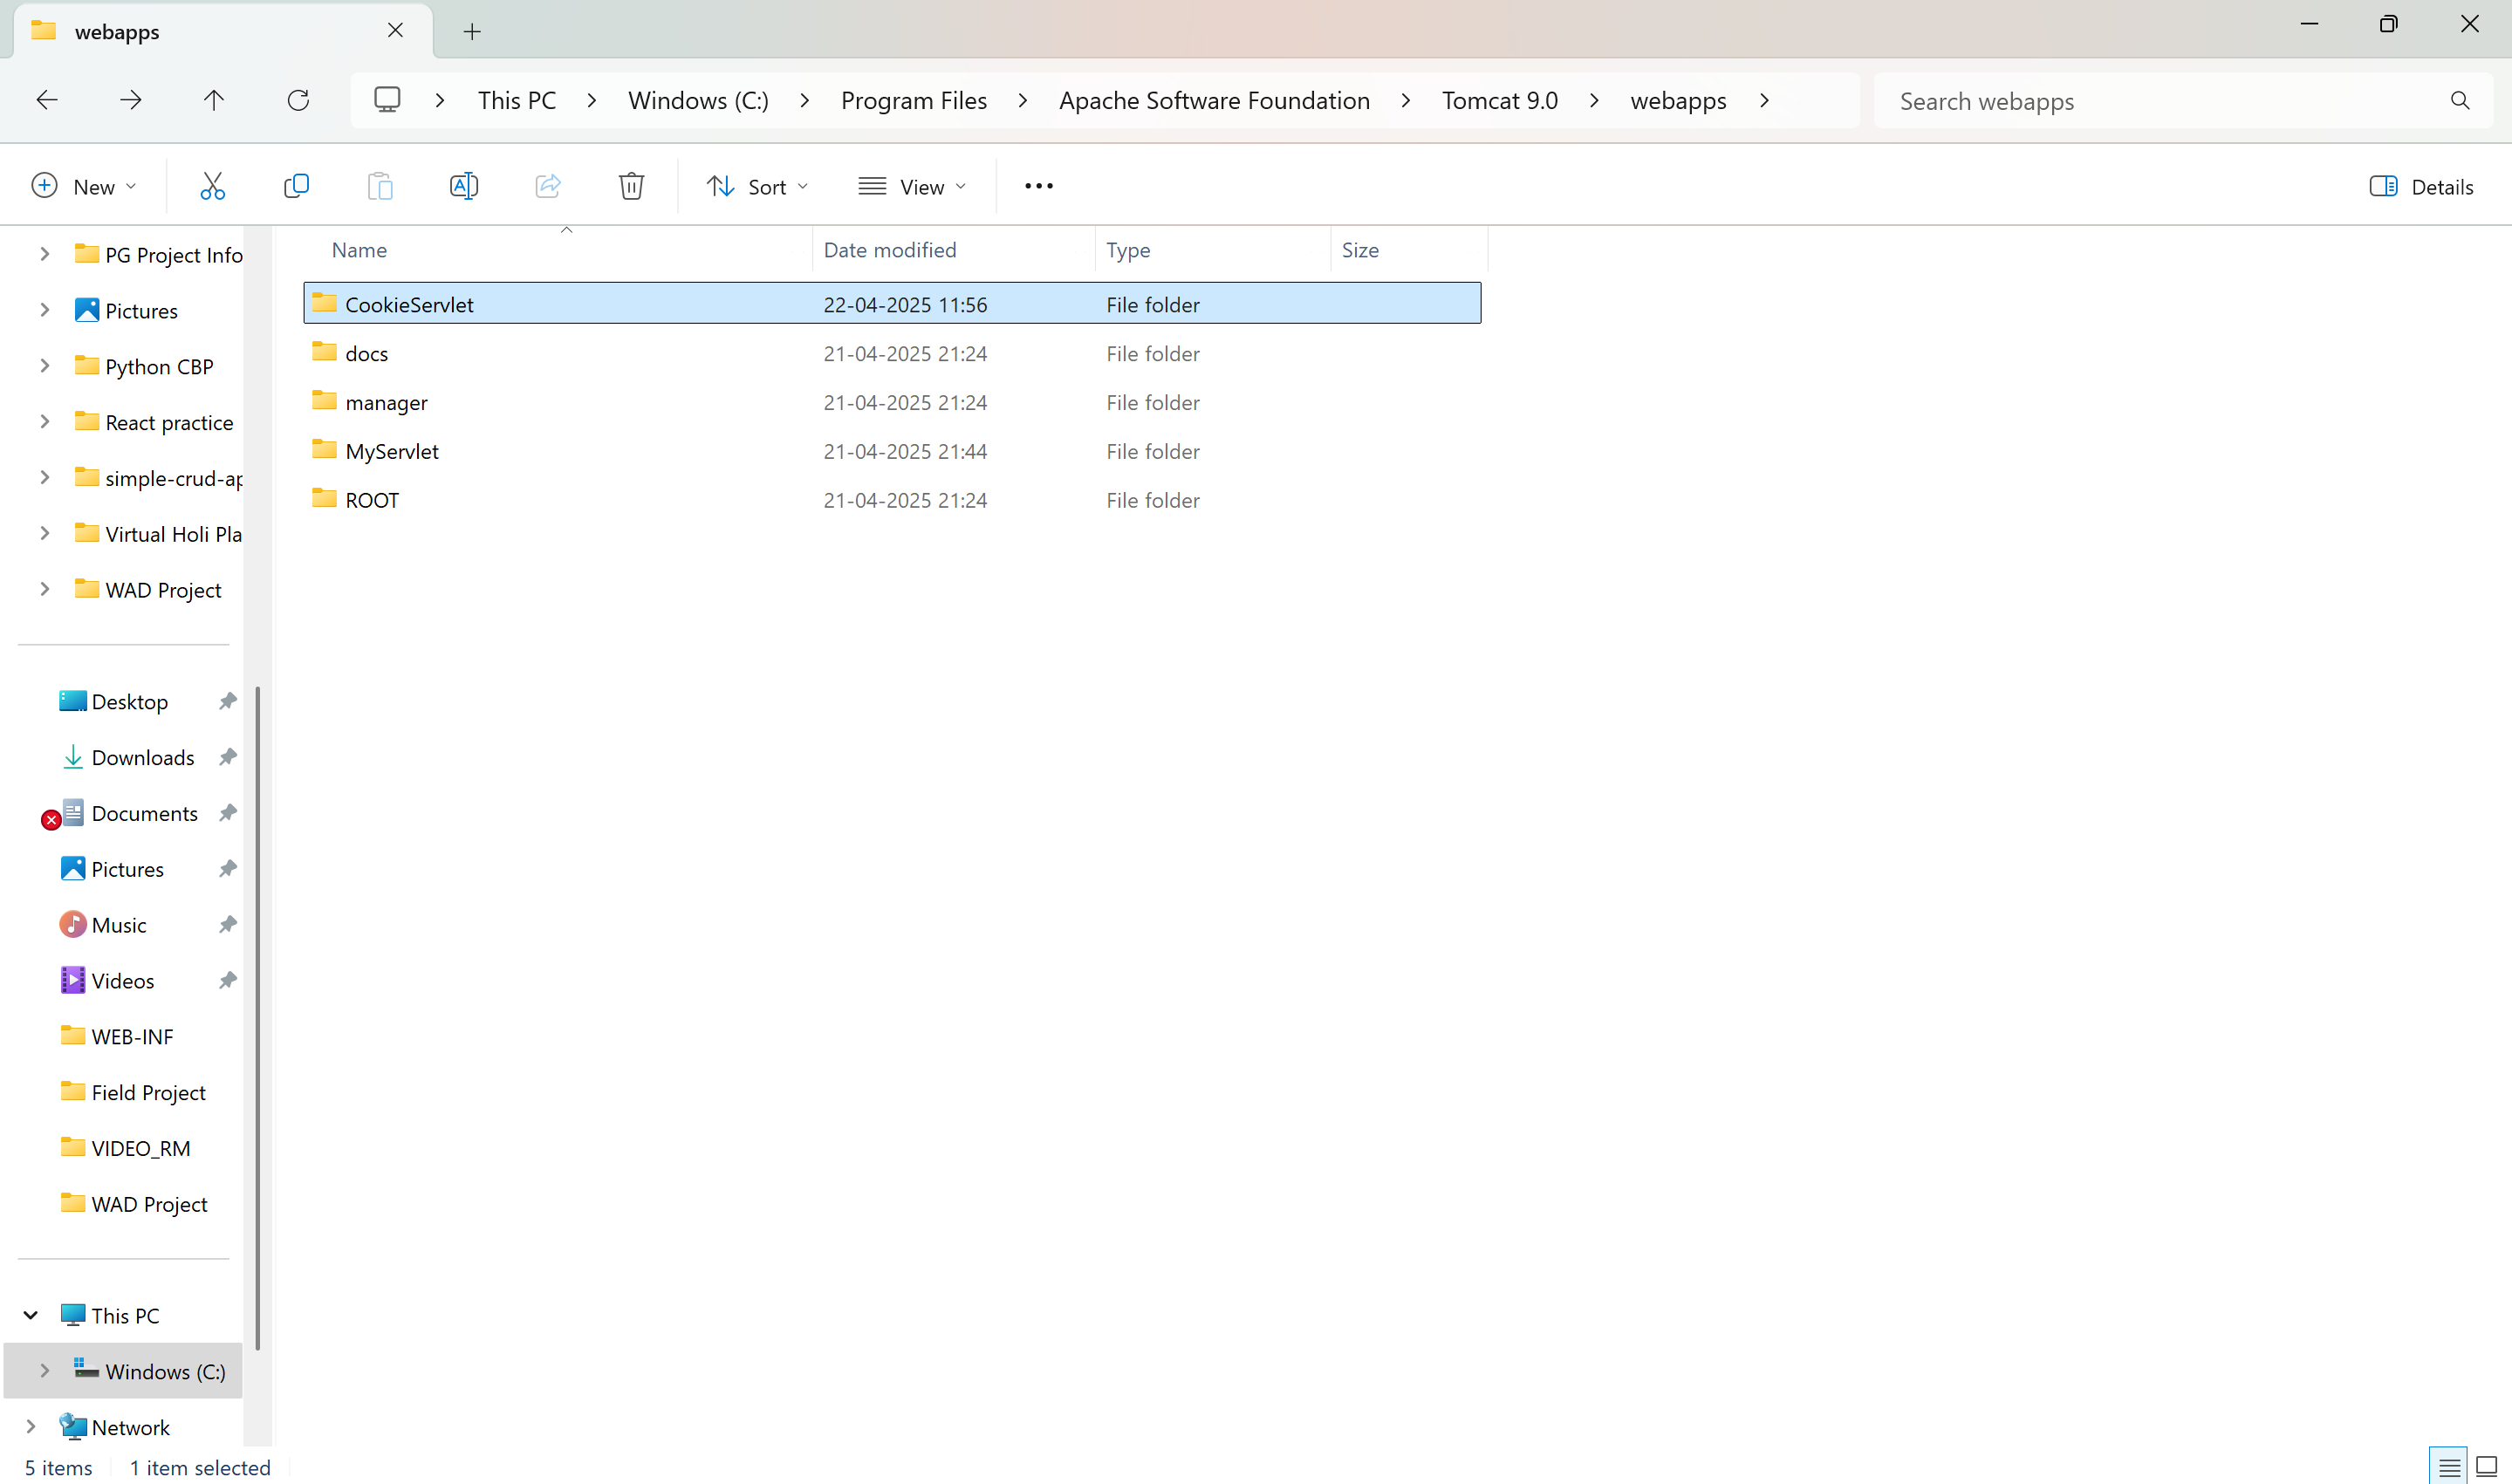 webapps
This PC
Windows (C:)
Program Files
Apache Software Foundation
Tomcat 9.0
webapps
Search webapps
New
Sort
View
Details
PG Project Info
Pictures
Python CBP
React practice
simple-crud-ap
Virtual Holi Pla
WAD Project
Desktop
Downloads
Documents
Pictures
Music
Videos
WEB-INF
Field Project
VIDEO_RM
WAD Project
This PC
Windows (C:)
Network
Name Date modified Type Size
CookieServlet 22-04-2025 11:56 File folder
docs 21-04-2025 21:24 File folder
manager 21-04-2025 21:24 File folder
MyServlet 21-04-2025 21:44 File folder
ROOT 21-04-2025 21:24 File folder
5 items 1 item selected